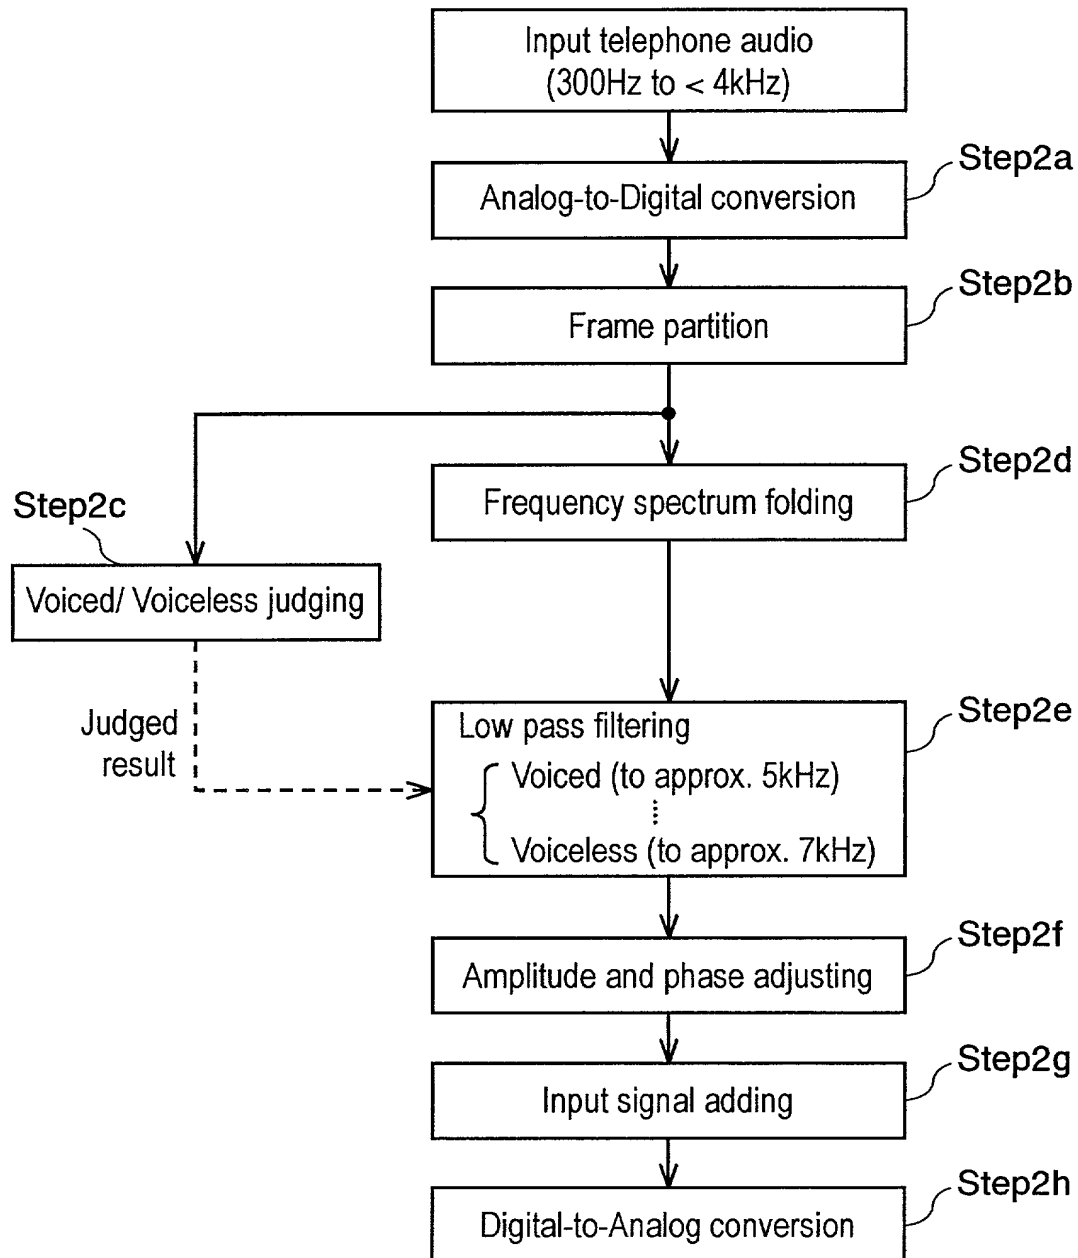 Input telephone audio
(300Hz to < 4kHz)
Step2a
Analog-to-Digital conversion
Step2b
Frame partition
Step2d
Frequency spectrum folding
Step2c
Voiced/ Voiceless judging
Judged
result
Step2e
Low pass filtering
Voiced (to approx. 5kHz)
Voiceless (to approx. 7kHz)
Step2f
Amplitude and phase adjusting
Step2g
Input signal adding
Step2h
Digital-to-Analog conversion